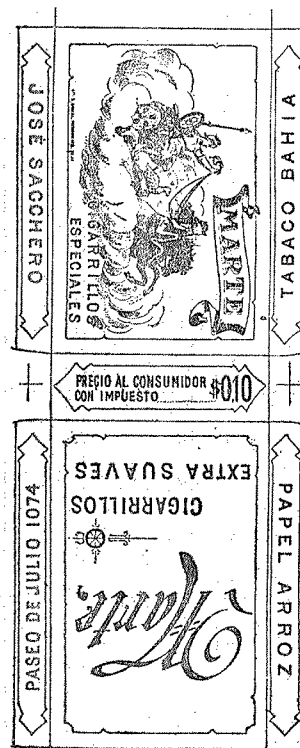 JOSÉ SACCHERO
MARTE
CIGARRILLOS
ESPECIALES
TABACO BAHIA
PRECIO AL CONSUMIDOR
CON IMPUESTO $0.10
PASEO DE JULIO 1074
Marte
CIGARRILLOS
EXTRA SUAVES
PAPEL ARROZ